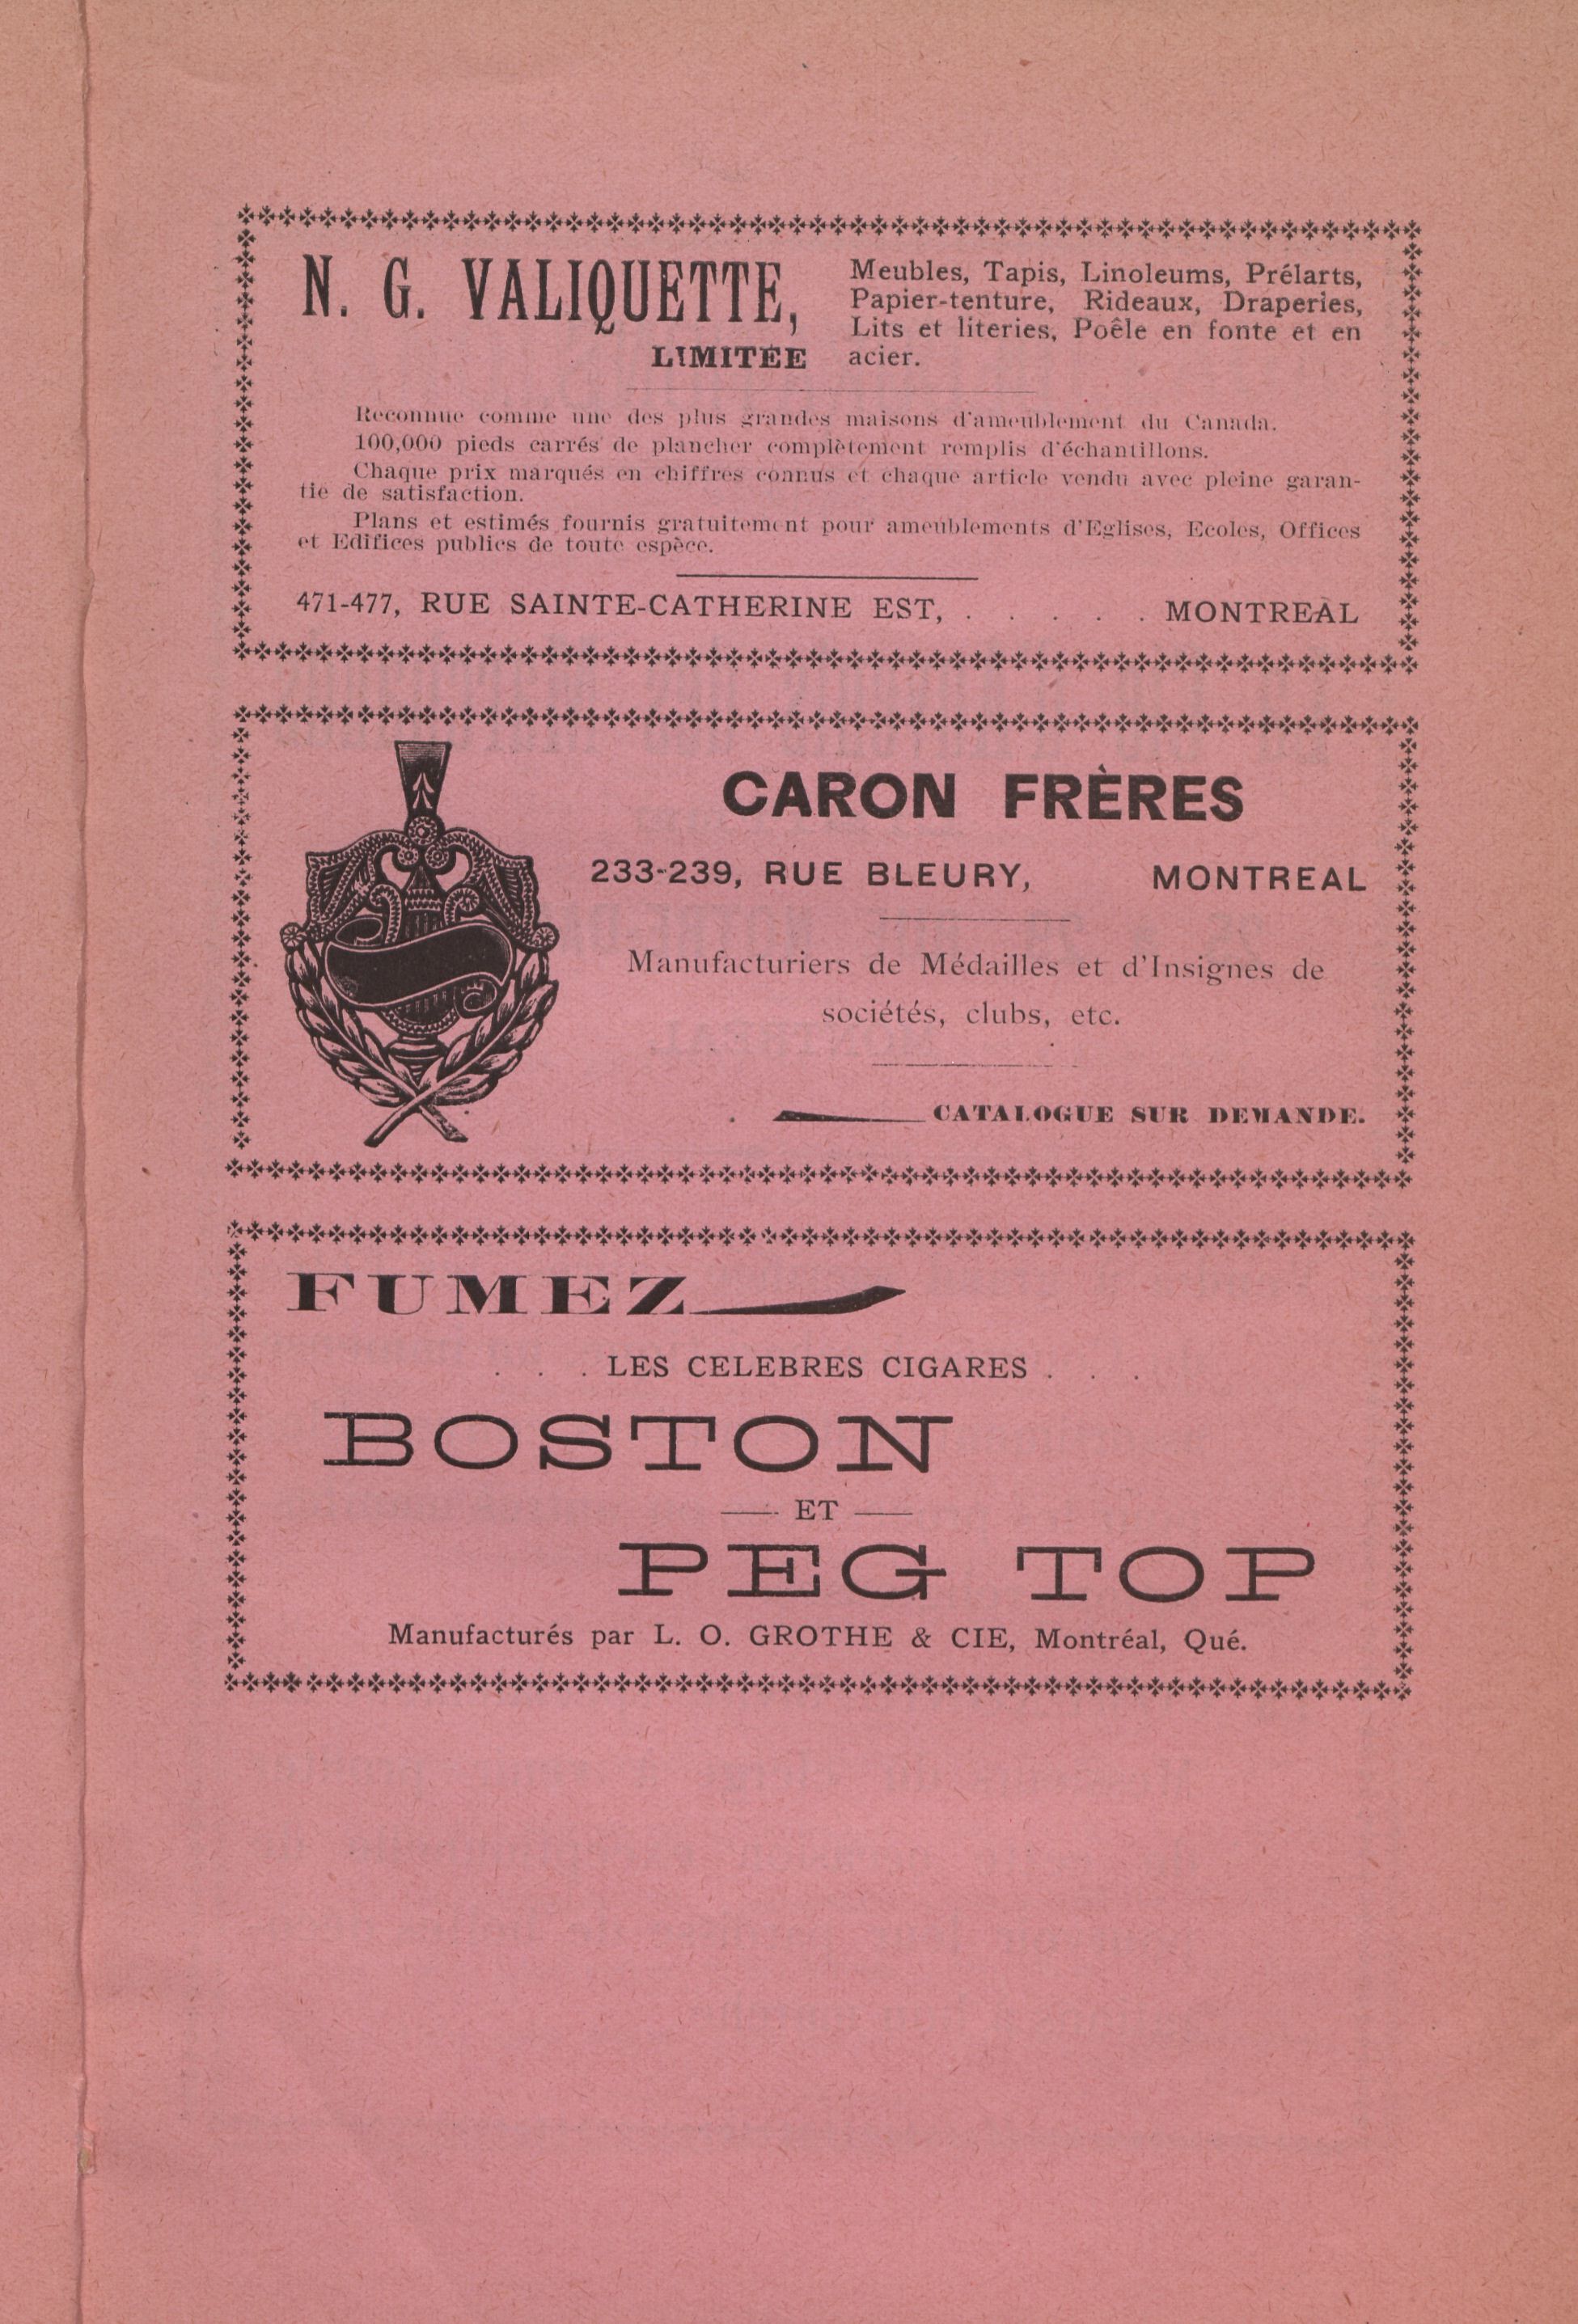 N. G. VALIQUETTE,
LIMITÉE
Meubles, Tapis, Linoleums, Prélarts,
Papier-tenture, Rideaux, Draperies,
Lits et literies, Poêle en fonte et en
acier.
Reconnue comme une des plus grandes maisons d'ameublement du Canada.
100,000 pieds carrés de plancher complètement remplis d'échantillons.
Chaque prix marqués en chiffres connus et chaque article vendu avec pleine garan-
tie de satisfaction.
Plans et estimés fournis gratuitement pour ameublements d'Eglises, Ecoles, Offices
et Edifices publics de toute espèce.
471-477, RUE SAINTE-CATHERINE EST, . . . . . MONTREAL
CARON FRÈRES
233-239, RUE BLEURY, MONTREAL
Manufacturiers de Médailles et d'Insignes de
sociétés, clubs, etc.
CATALOGUE SUR DEMANDE.
FUMEZ
. . . LES CELEBRES CIGARES . . .
BOSTON
— ET —
PEG TOP
Manufacturés par L. O. GROTHE & CIE, Montréal, Qué.